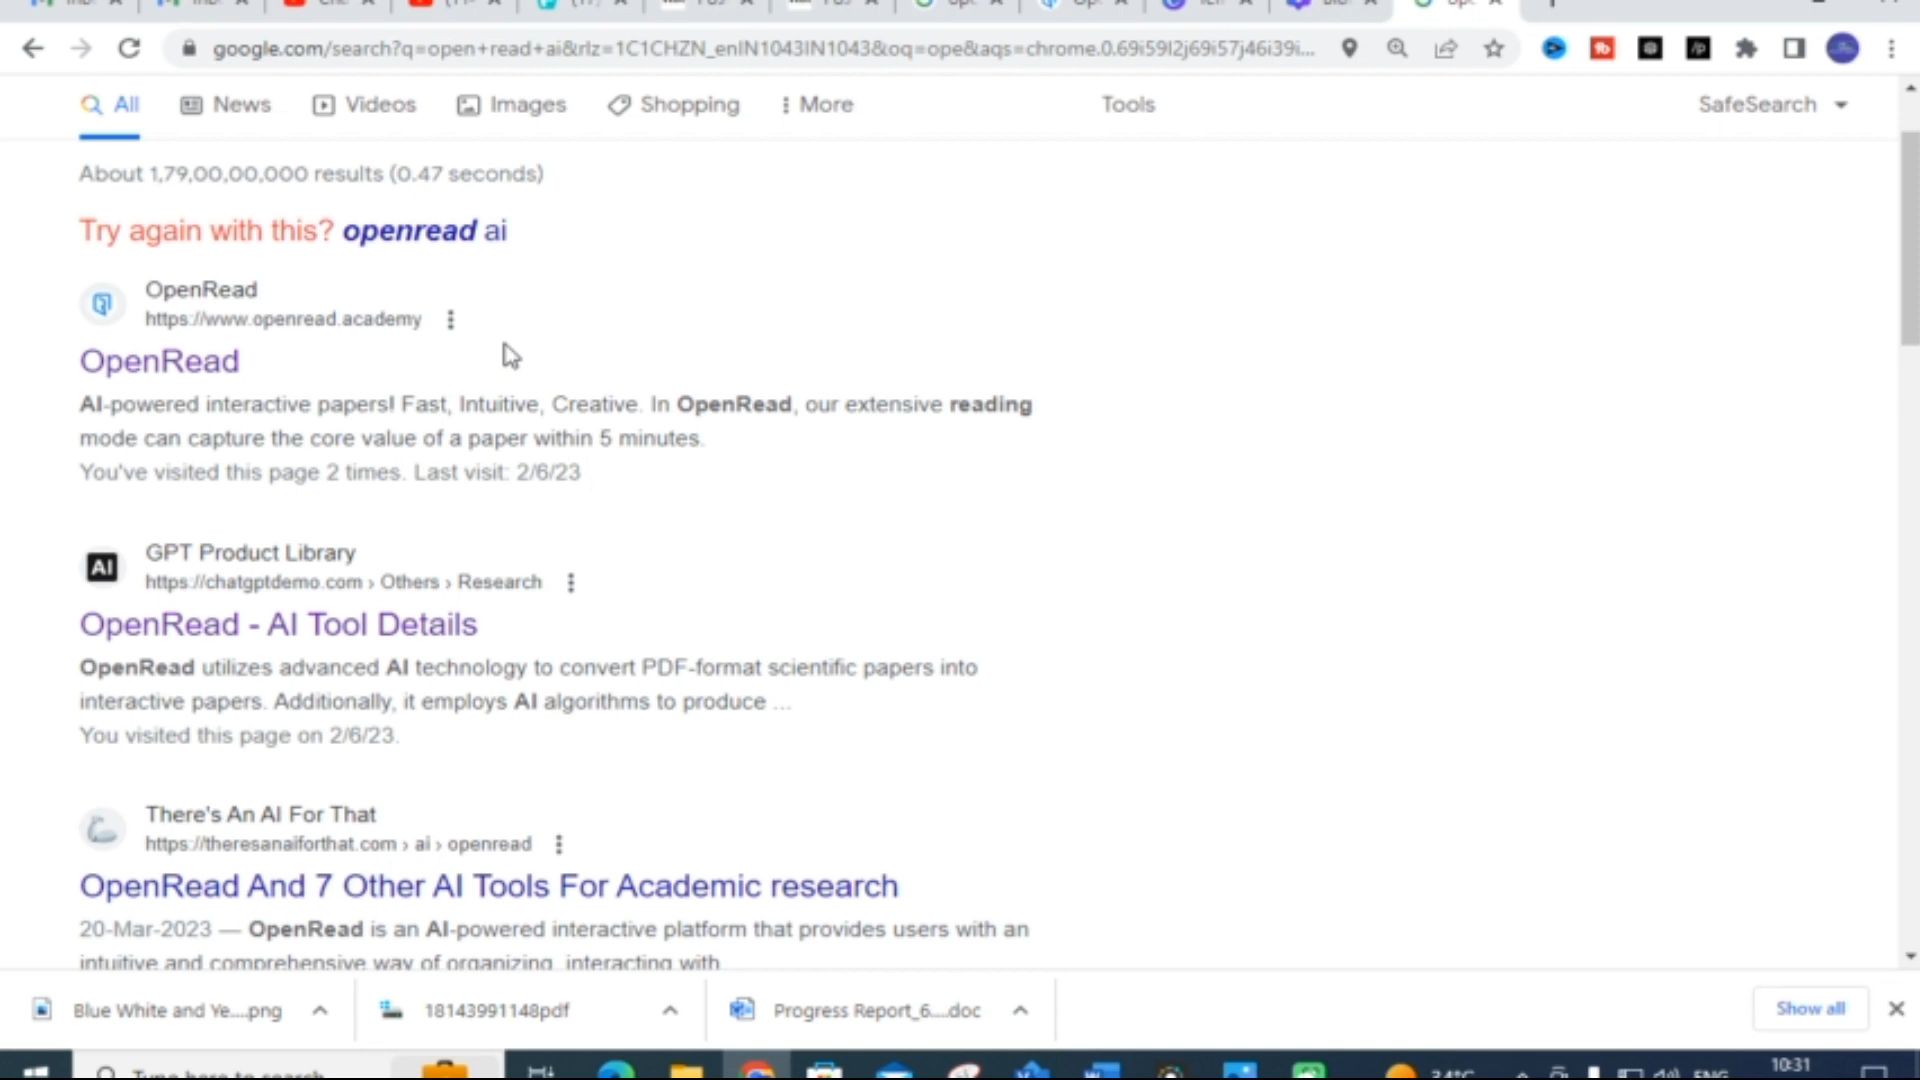 google.com/search?q=open+read+ai&rlz=1C1CHZN_enIN1043IN1043&oq=ope&aqs=chrome.0.69i59l2j69i57j46i39i...
All News Videos Images Shopping More Tools SafeSearch
About 1,79,00,00,000 results (0.47 seconds)
Try again with this? openread ai
OpenRead
https://www.openread.academy
OpenRead
AI-powered interactive papers! Fast, Intuitive, Creative. In OpenRead, our extensive reading
mode can capture the core value of a paper within 5 minutes.
You've visited this page 2 times. Last visit: 2/6/23
AI
GPT Product Library
https://chatgptdemo.com › Others › Research
OpenRead - AI Tool Details
OpenRead utilizes advanced AI technology to convert PDF-format scientific papers into
interactive papers. Additionally, it employs AI algorithms to produce ...
You visited this page on 2/6/23.
There's An AI For That
https://theresanaiforthat.com › ai › openread
OpenRead And 7 Other AI Tools For Academic research
20-Mar-2023 — OpenRead is an AI-powered interactive platform that provides users with an
intuitive and comprehensive way of organizing, interacting with
Blue White and Ye....png 18143991148pdf Progress Report_6....doc Show all
Type here to search 34°C ENG 10:31